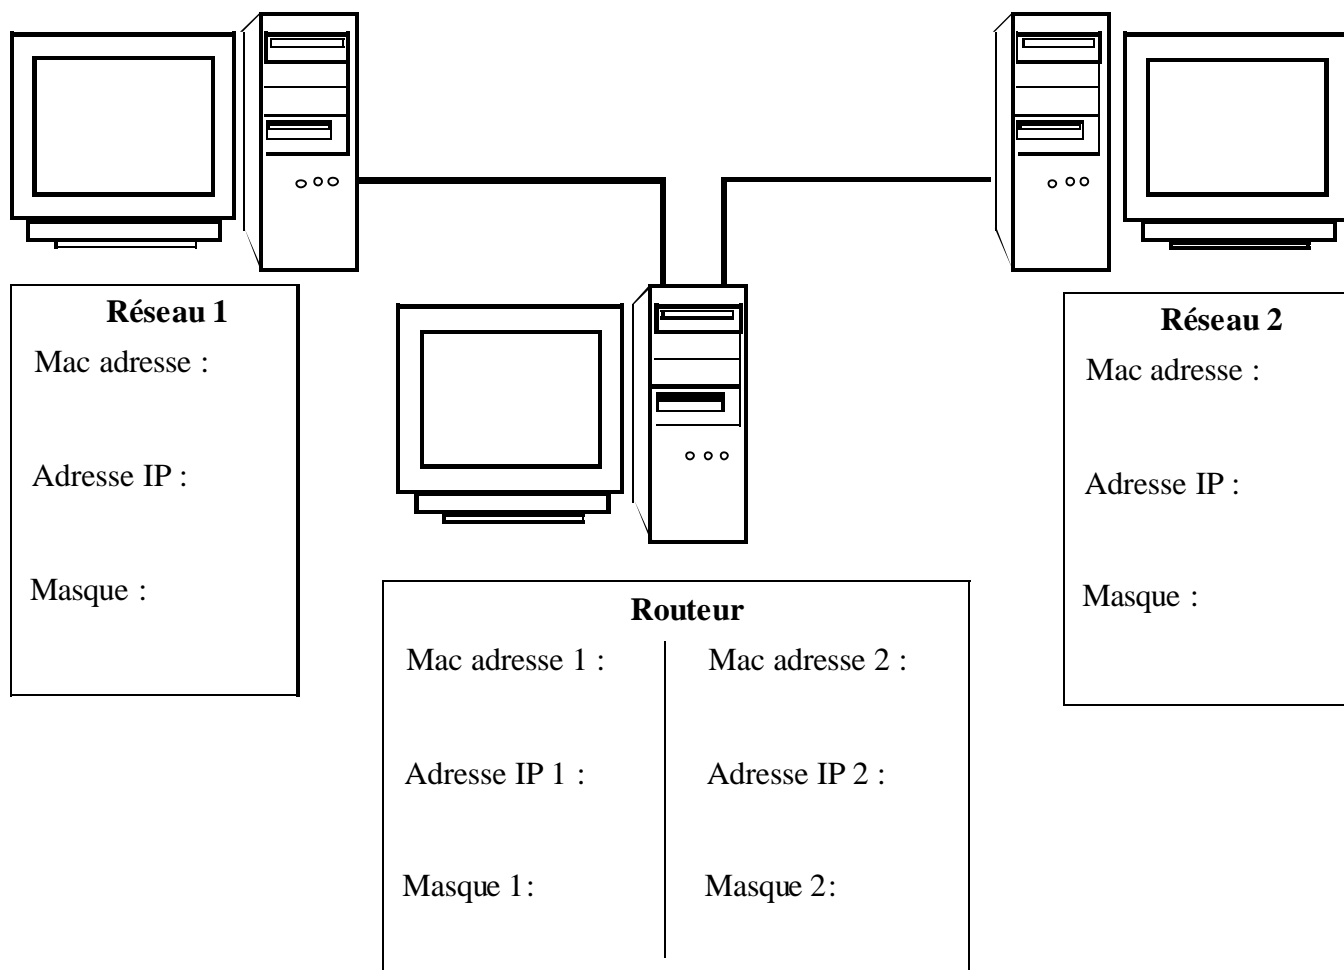 Réseau 1
Mac adresse :
Adresse IP :
Masque :
Réseau 2
Mac adresse :
Adresse IP :
Masque :
Routeur
Mac adresse 1 :
Adresse IP 1 :
Masque 1:
Mac adresse 2 :
Adresse IP 2 :
Masque 2: